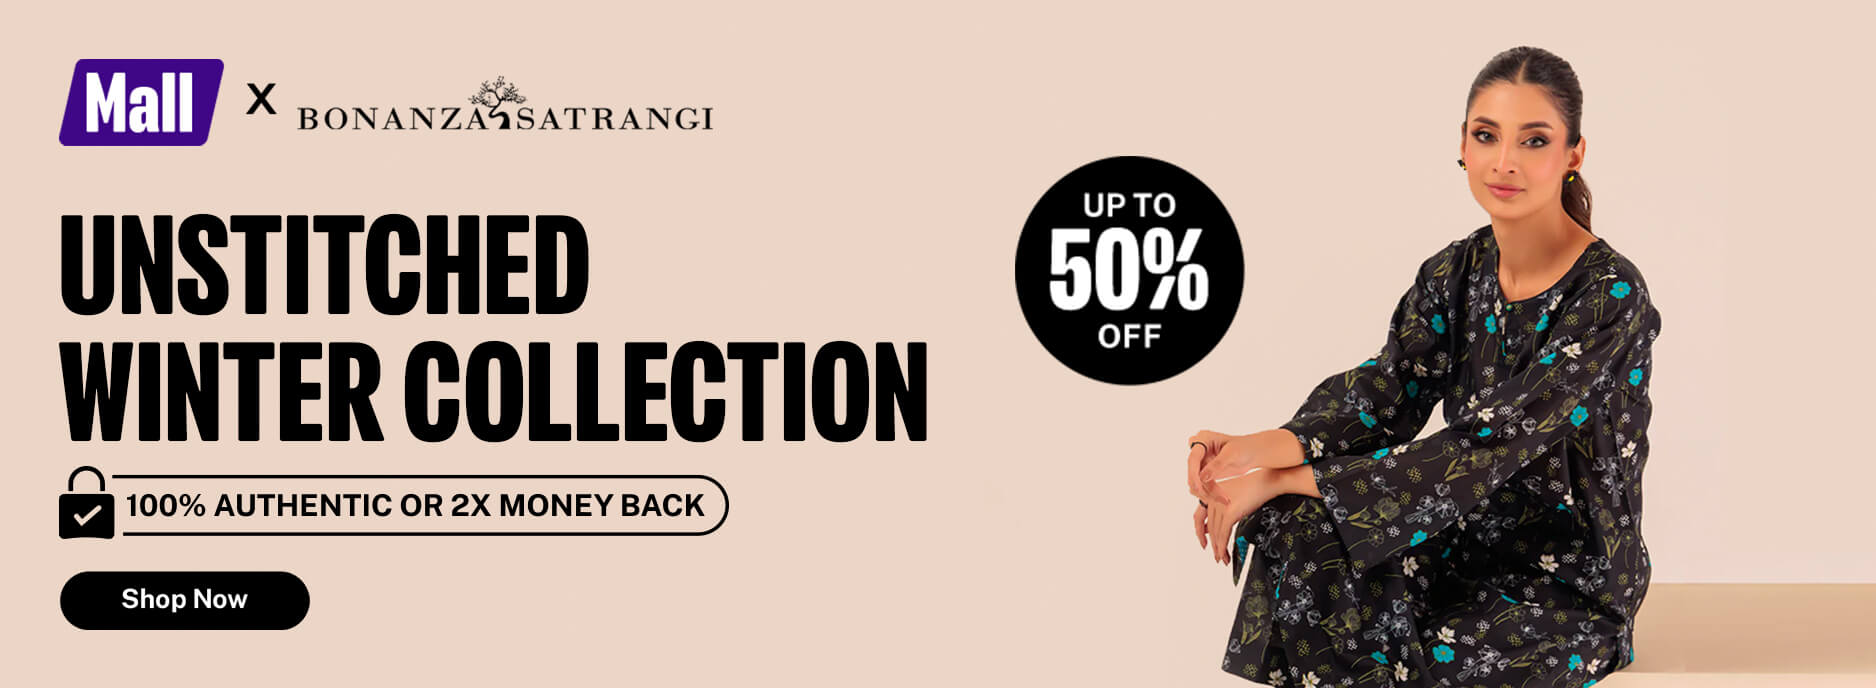 Mall X BONANZA SATRANGI
UNSTITCHED
WINTER COLLECTION
100% AUTHENTIC OR 2X MONEY BACK
Shop Now
UP TO
50%
OFF